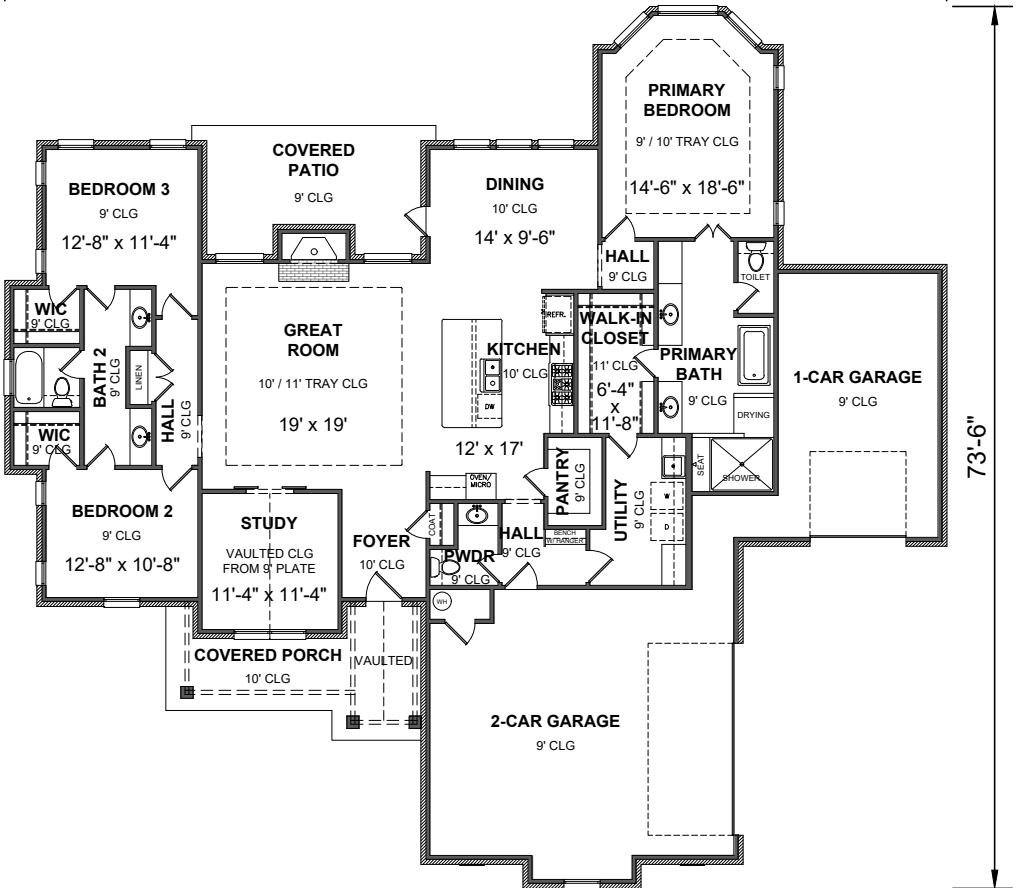 PRIMARY
BEDROOM
9' / 10' TRAY CLG
14'-6" x 18'-6"
COVERED
PATIO
9' CLG
BEDROOM 3
9' CLG
12'-8" x 11'-4"
DINING
10' CLG
14' x 9'-6"
HALL
9' CLG
TOILET
WIC
9' CLG
BATH 2
9' CLG
LINEN
WIC
9' CLG
HALL
9' CLG
GREAT
ROOM
10' / 11' TRAY CLG
19' x 19'
REFR.
KITCHEN
10' CLG
DW
12' x 17'
OVEN/
MICRO
WALK-IN
CLOSET
11' CLG
6'-4"
x
11'-8"
PRIMARY
BATH
9' CLG
DRYING
SEAT
SHOWER
1-CAR GARAGE
9' CLG
73'-6"
PANTRY
9' CLG
UTILITY
9' CLG
W
D
BEDROOM 2
9' CLG
12'-8" x 10'-8"
STUDY
VAULTED CLG
FROM 9' PLATE
11'-4" x 11'-4"
FOYER
10' CLG
COAT
PWDR
9' CLG
HALL
9' CLG
BENCH
W/HANGER
WH
COVERED PORCH
10' CLG
VAULTED
2-CAR GARAGE
9' CLG